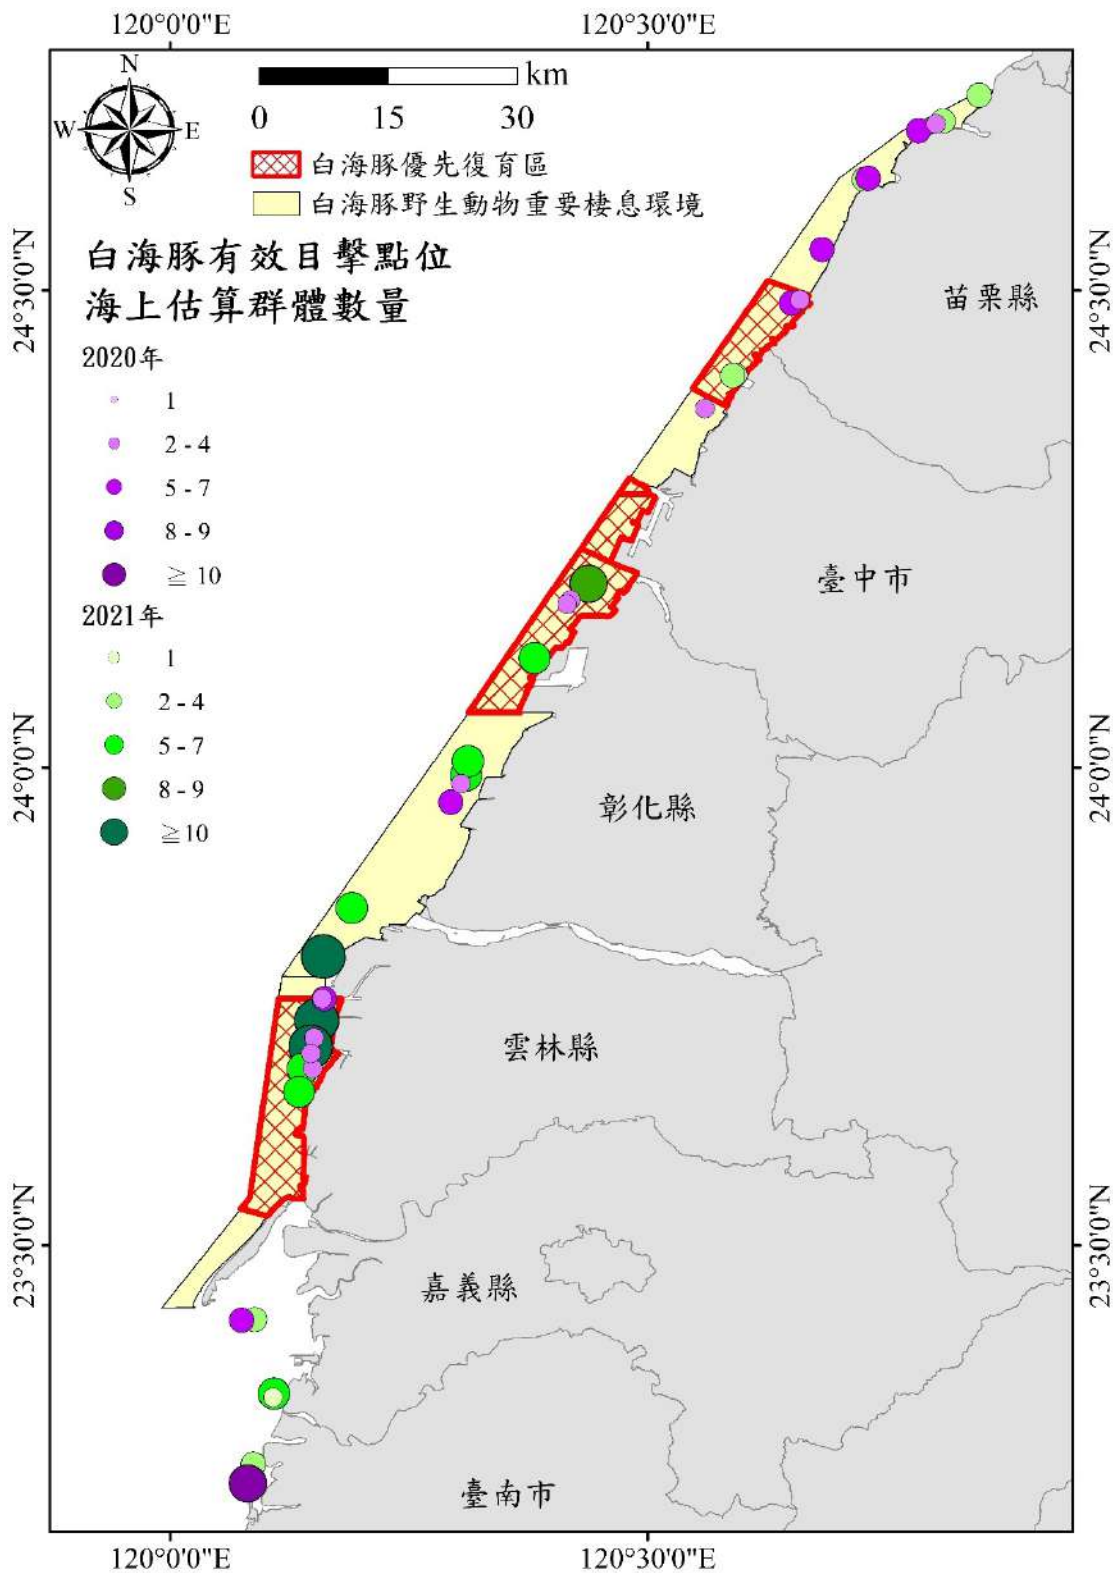 120°0'0"E
120°30'0"E
N
W
E
S
km
0
15
30
白海豚優先復育區
白海豚野生動物重要棲息環境
白海豚有效目擊點位
海上估算群體數量
2020年
1
2 - 4
5 - 7
8 - 9
≧ 10
2021年
1
2 - 4
5 - 7
8 - 9
≧10
24°30'0"N
24°30'0"N
24°0'0"N
24°0'0"N
23°30'0"N
23°30'0"N
苗栗縣
臺中市
彰化縣
雲林縣
嘉義縣
臺南市
120°0'0"E
120°30'0"E